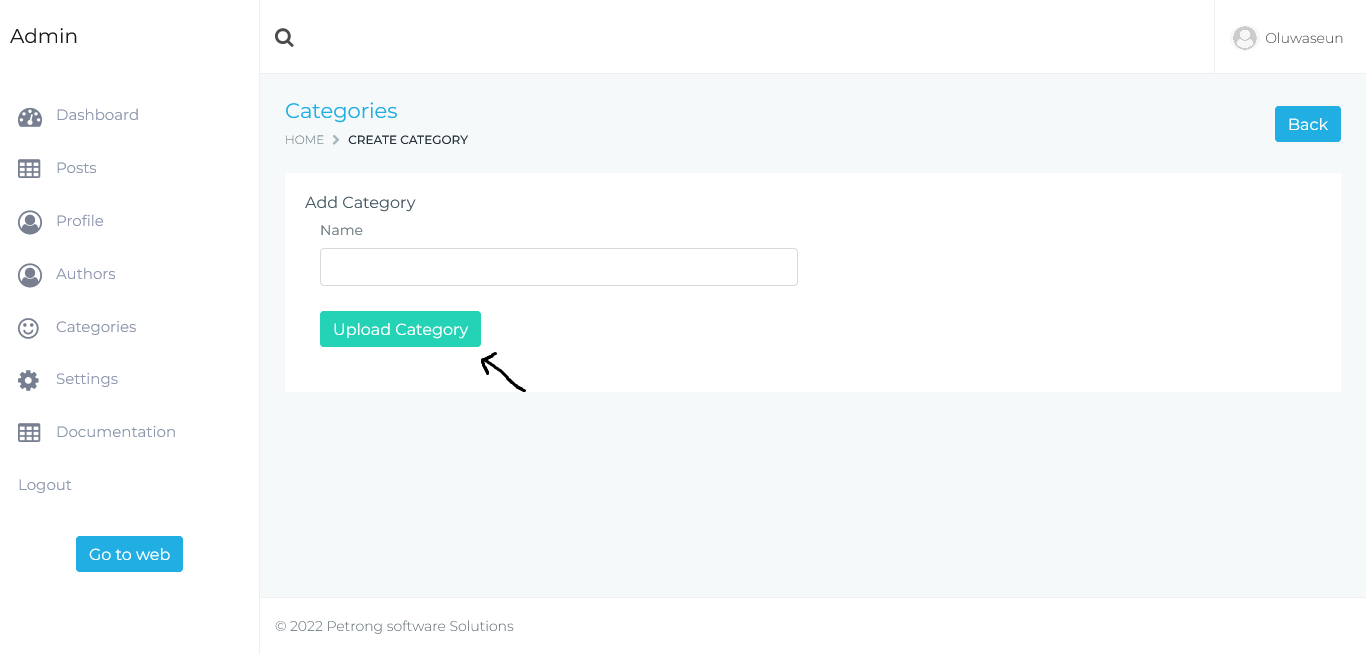 Admin
Oluwaseun
Dashboard
Posts
Profile
Authors
Categories
Settings
Documentation
Logout
Go to web
Categories
HOME CREATE CATEGORY
Back
Add Category
Name
Upload Category
© 2022 Petrong software Solutions